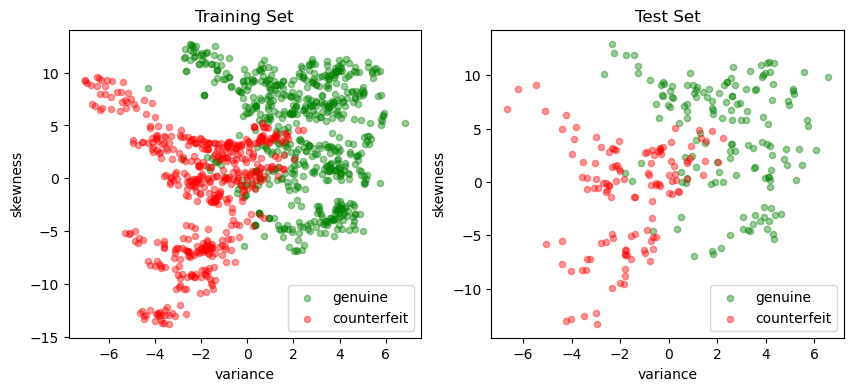 Training Set
skewness
10
5
0
−5
−10
−15
−6
−4
−2
0
2
4
6
variance
genuine
counterfeit
Test Set
skewness
10
5
0
−5
−10
−6
−4
−2
0
2
4
6
variance
genuine
counterfeit